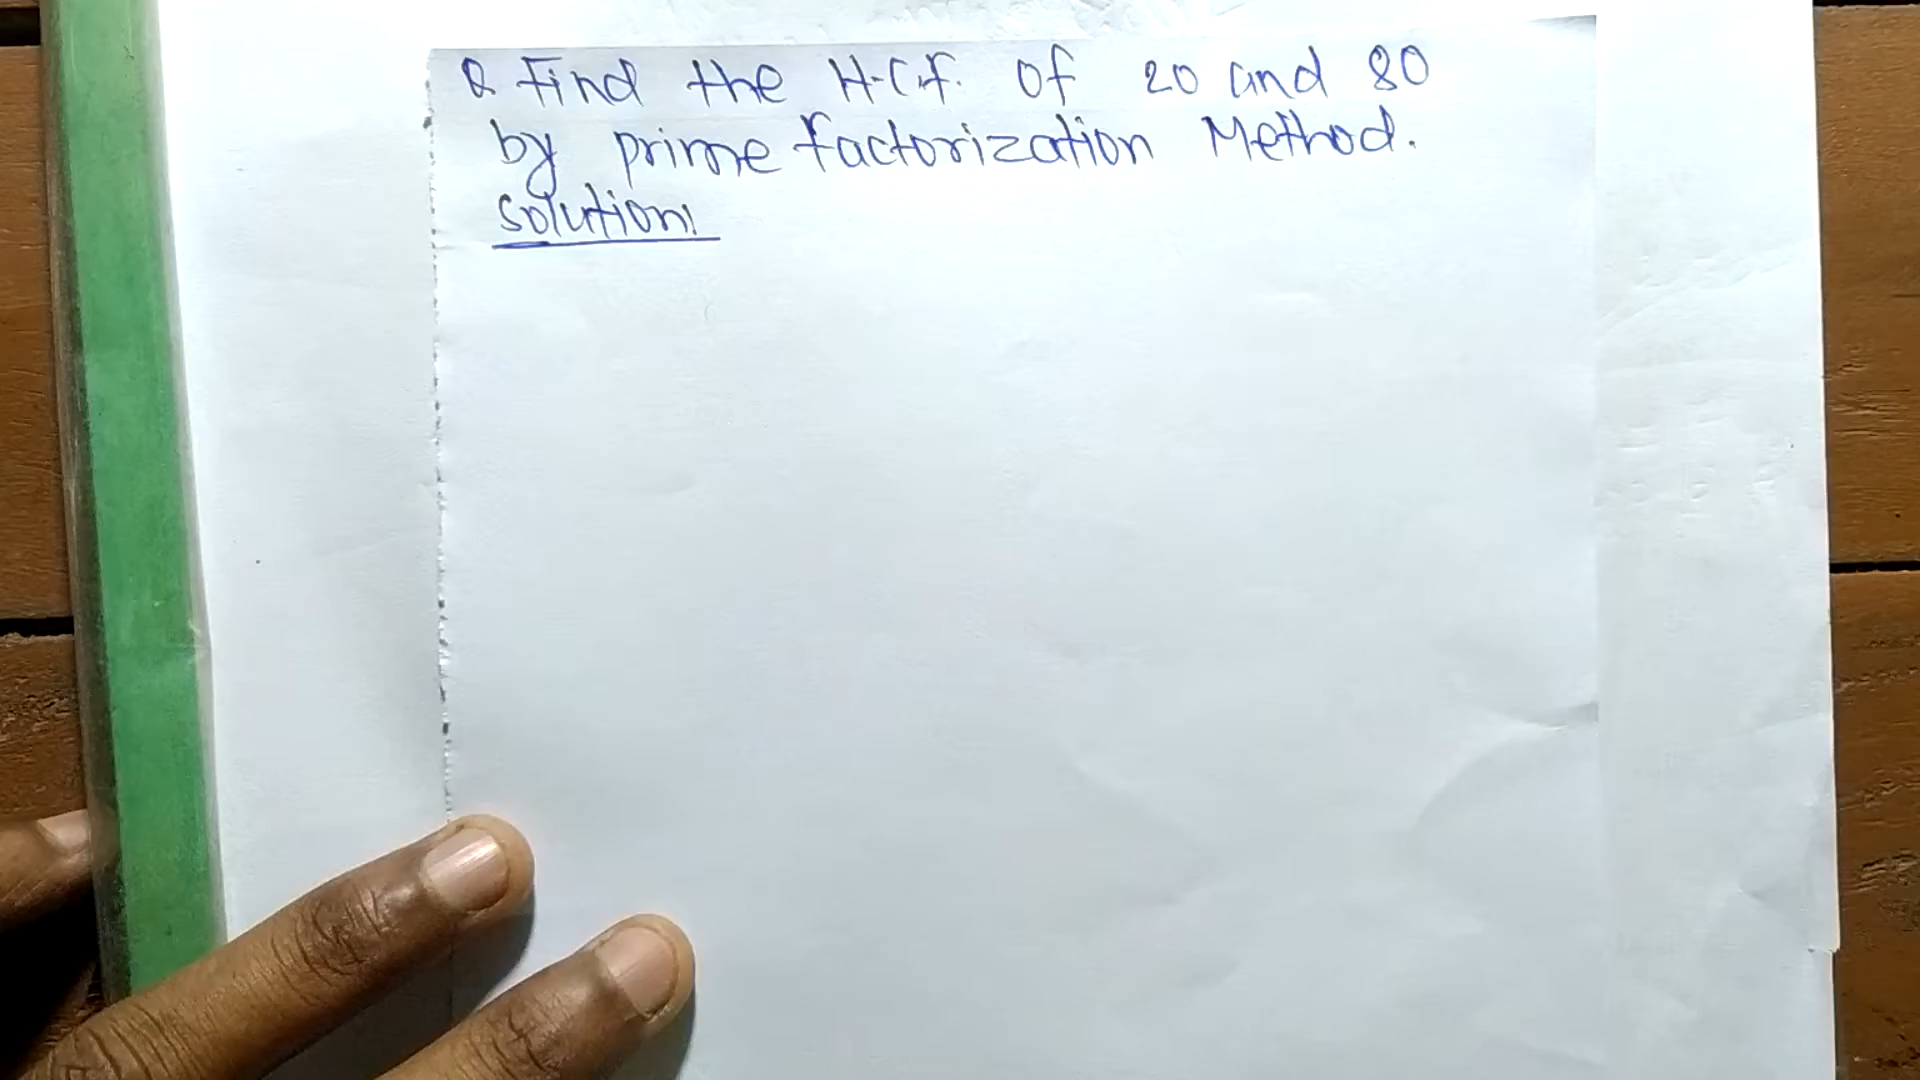 Q Find the H.C.F. of 20 and 80
by prime factorization Method.
solution: